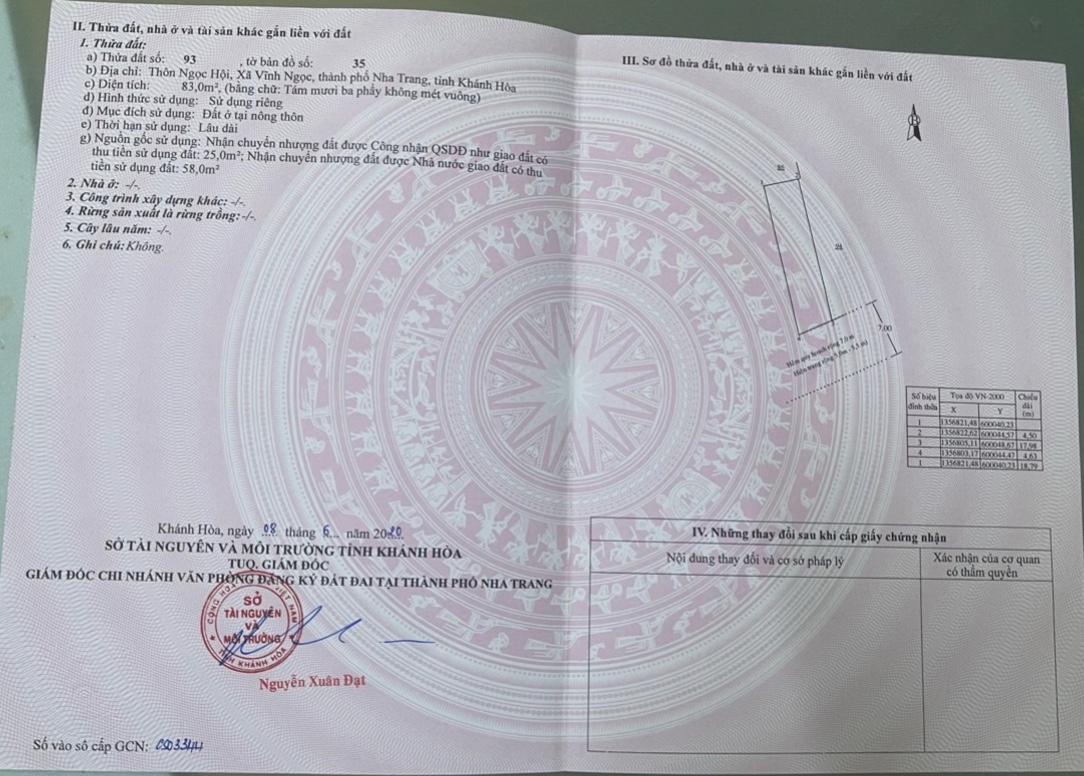 II. Thửa đất, nhà ở và tài sản khác gắn liền với đất
1. Thửa đất:
a) Thửa đất số: 93 , tờ bản đồ số: 35
b) Địa chỉ: Thôn Ngọc Hội, Xã Vĩnh Ngọc, thành phố Nha Trang, tỉnh Khánh Hòa
c) Diện tích: 83,0m², (bằng chữ: Tám mươi ba phẩy không mét vuông)
d) Hình thức sử dụng: Sử dụng riêng
đ) Mục đích sử dụng: Đất ở tại nông thôn
e) Thời hạn sử dụng: Lâu dài
g) Nguồn gốc sử dụng: Nhận chuyển nhượng đất được Công nhận QSDĐ như giao đất có
thu tiền sử dụng đất: 25,0m²; Nhận chuyển nhượng đất được Nhà nước giao đất có thu
tiền sử dụng đất: 58,0m²
2. Nhà ở: -/-.
3. Công trình xây dựng khác: -/-.
4. Rừng sản xuất là rừng trồng:-/-.
5. Cây lâu năm: -/-.
6. Ghi chú: Không.
Khánh Hòa, ngày 08 tháng 6 năm 2020
SỞ TÀI NGUYÊN VÀ MÔI TRƯỜNG TỈNH KHÁNH HÒA
TUQ. GIÁM ĐỐC
GIÁM ĐỐC CHI NHÁNH VĂN PHÒNG ĐĂNG KÝ ĐẤT ĐAI TẠI THÀNH PHỐ NHA TRANG
SỞ
TÀI NGUYÊN
VÀ
MÔI TRƯỜNG
TỈNH KHÁNH HÒA
Nguyễn Xuân Đạt
Số vào sổ cấp GCN:
III. Sơ đồ thửa đất, nhà ở và tài sản khác gắn liền với đất
7,00
Hẻm quy hoạch rộng 7,0 m
Số hiệu đỉnh thửa Tọa độ VN-2000 Chiều dài (m)
X Y
1 1356821,48 600040,23
2 1356822,62 600044,57 4,50
3 1356805,11 600048,67 17,98
4 1356803,17 600044,47 4,63
1 1356821,48 600040,23 18,79
IV. Những thay đổi sau khi cấp giấy chứng nhận
Nội dung thay đổi và cơ sở pháp lý
Xác nhận của cơ quan
có thẩm quyền